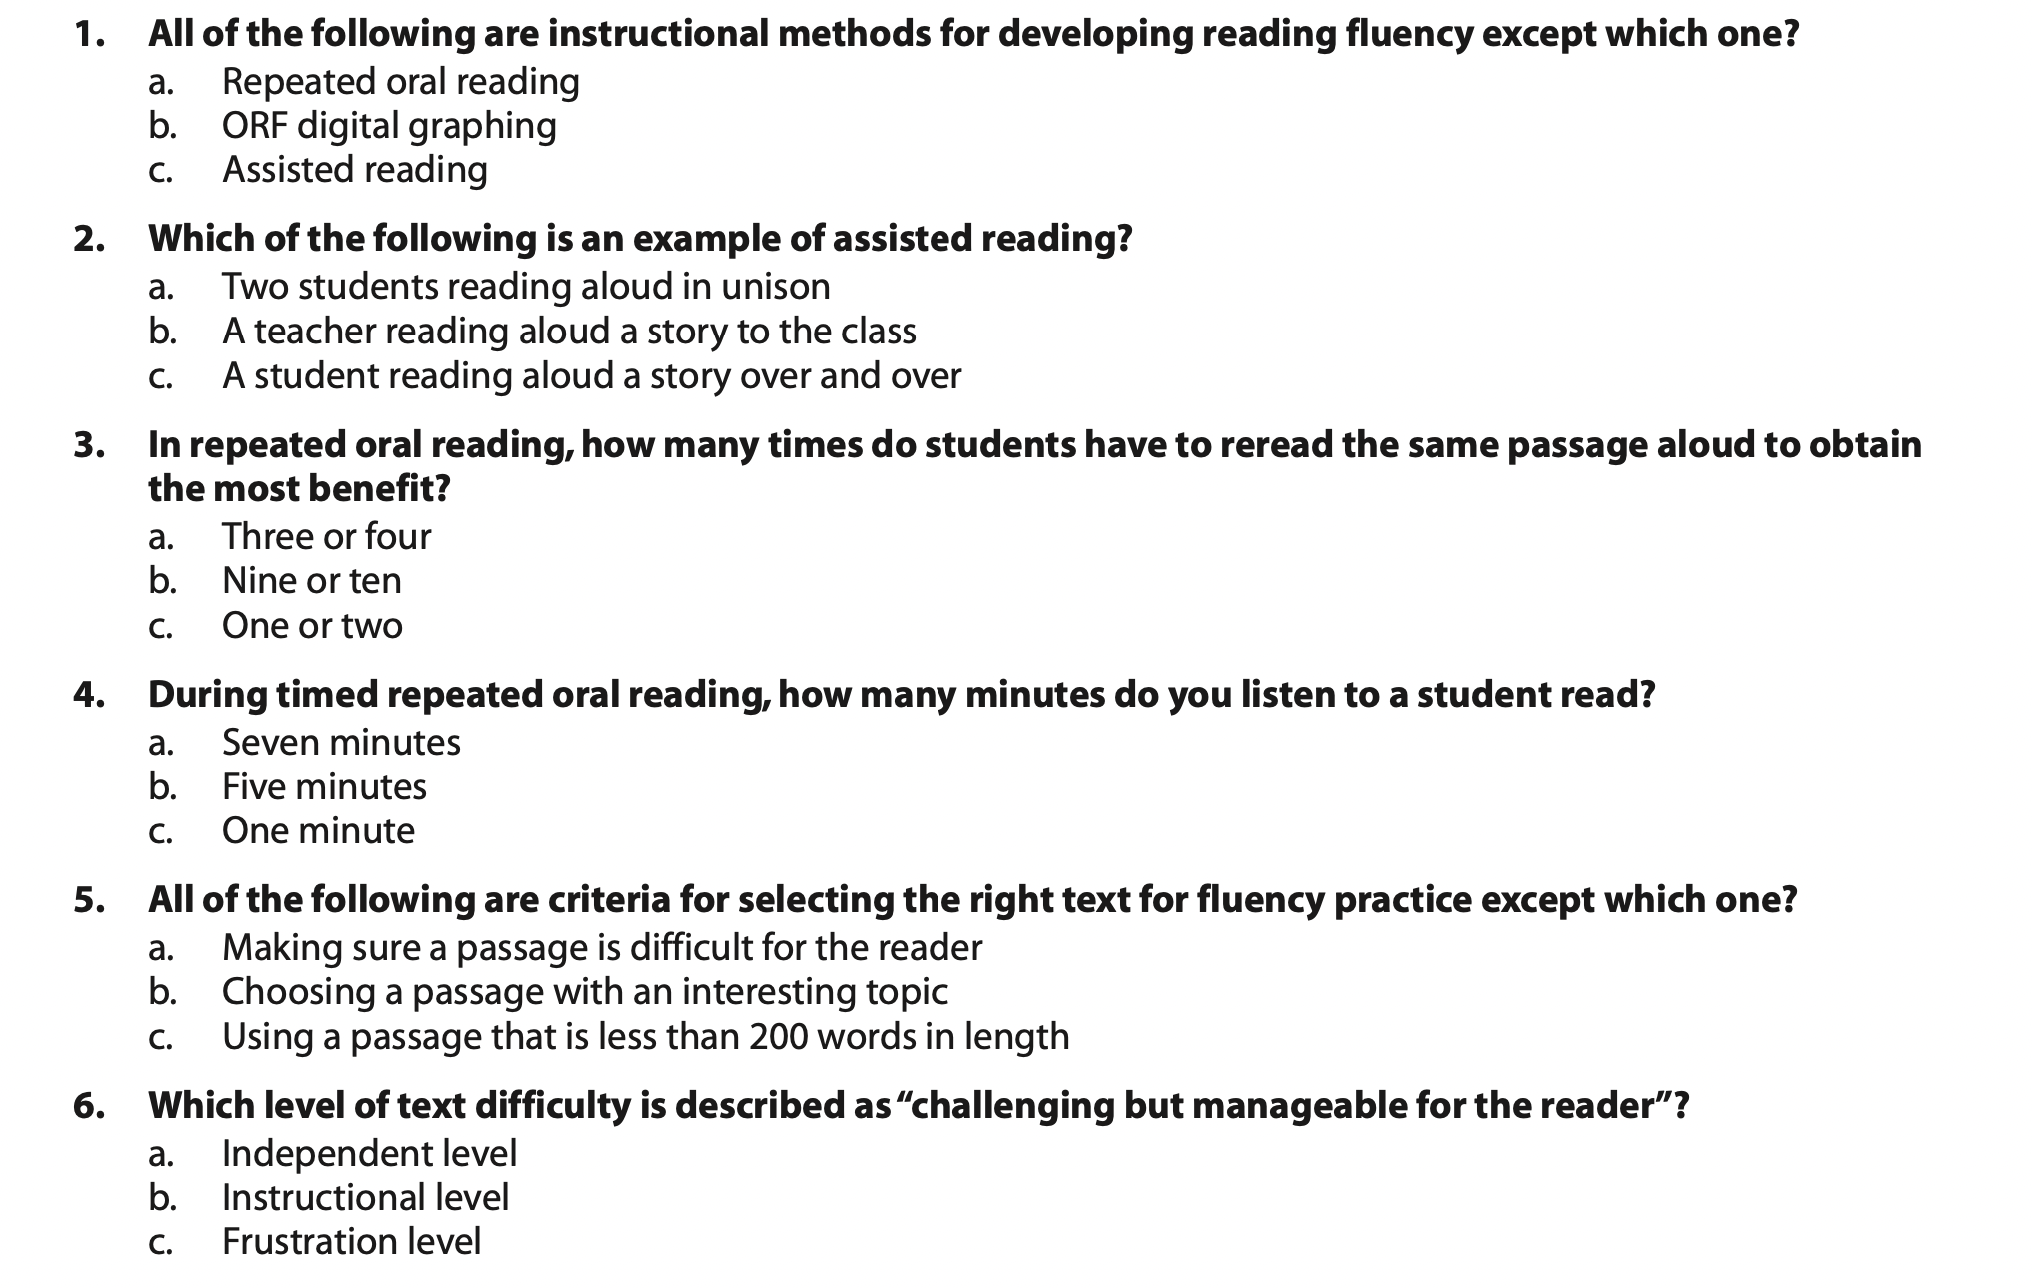 1. All of the following are instructional methods for developing reading fluency except which one?
a. Repeated oral reading
b. ORF digital graphing
c. Assisted reading
2. Which of the following is an example of assisted reading?
a. Two students reading aloud in unison
b. A teacher reading aloud a story to the class
c. A student reading aloud a story over and over
3. In repeated oral reading, how many times do students have to reread the same passage aloud to obtain
the most benefit?
a. Three or four
b. Nine or ten
c. One or two
4. During timed repeated oral reading, how many minutes do you listen to a student read?
a. Seven minutes
b. Five minutes
c. One minute
5. All of the following are criteria for selecting the right text for fluency practice except which one?
a. Making sure a passage is difficult for the reader
b. Choosing a passage with an interesting topic
c. Using a passage that is less than 200 words in length
6. Which level of text difficulty is described as “challenging but manageable for the reader”?
a. Independent level
b. Instructional level
c. Frustration level